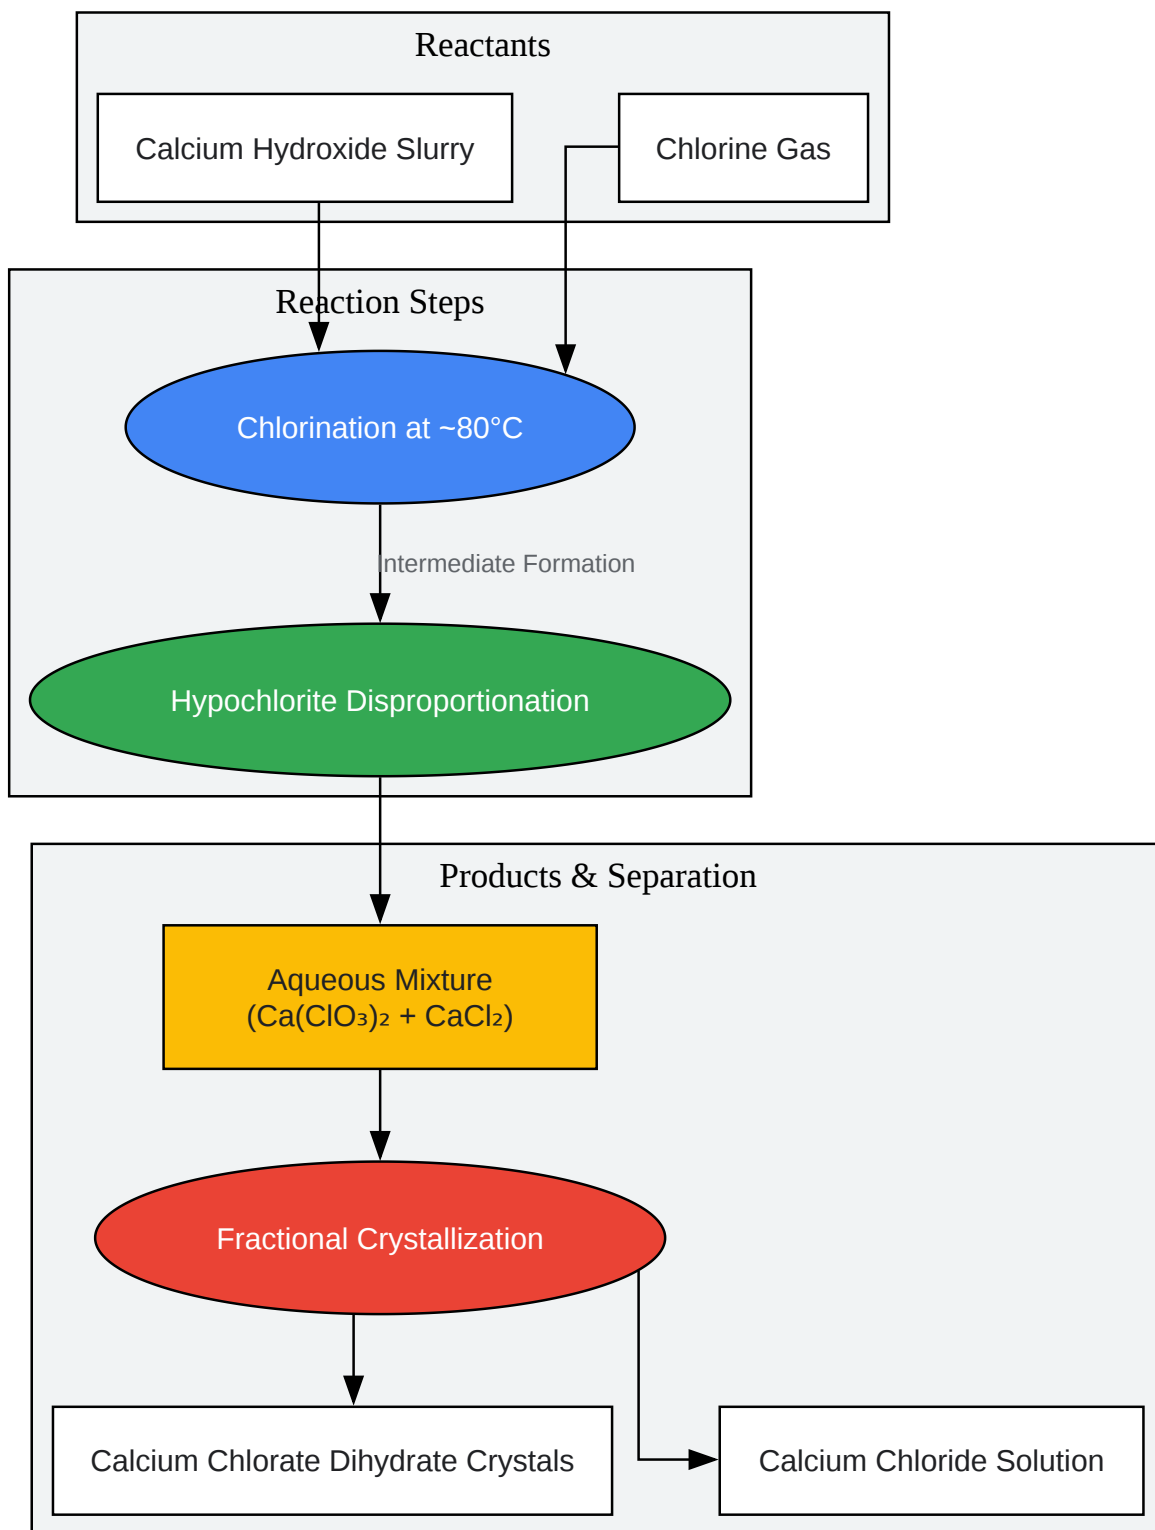 Reactants
Calcium Hydroxide Slurry
Chlorine Gas
Reaction Steps
Chlorination at ~80°C
Intermediate Formation
Hypochlorite Disproportionation
Products & Separation
Aqueous Mixture
(Ca(ClO₃)₂ + CaCl₂)
Fractional Crystallization
Calcium Chlorate Dihydrate Crystals
Calcium Chloride Solution